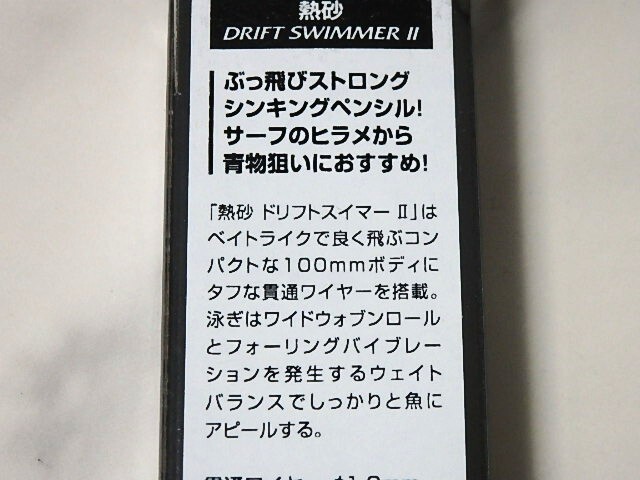 熱砂
DRIFT SWIMMER II
ぶっ飛びストロング
シンキングペンシル!
サーフのヒラメから
青物狙いにおすすめ!
「熱砂 ドリフトスイマー II」は
ベイトライクで良く飛ぶコン
パクトな100mmボディに
タフな貫通ワイヤーを搭載。
泳ぎはワイドウォブンロール
とフォーリングバイブレー
ションを発生するウェイト
バランスでしっかりと魚に
アピールする。